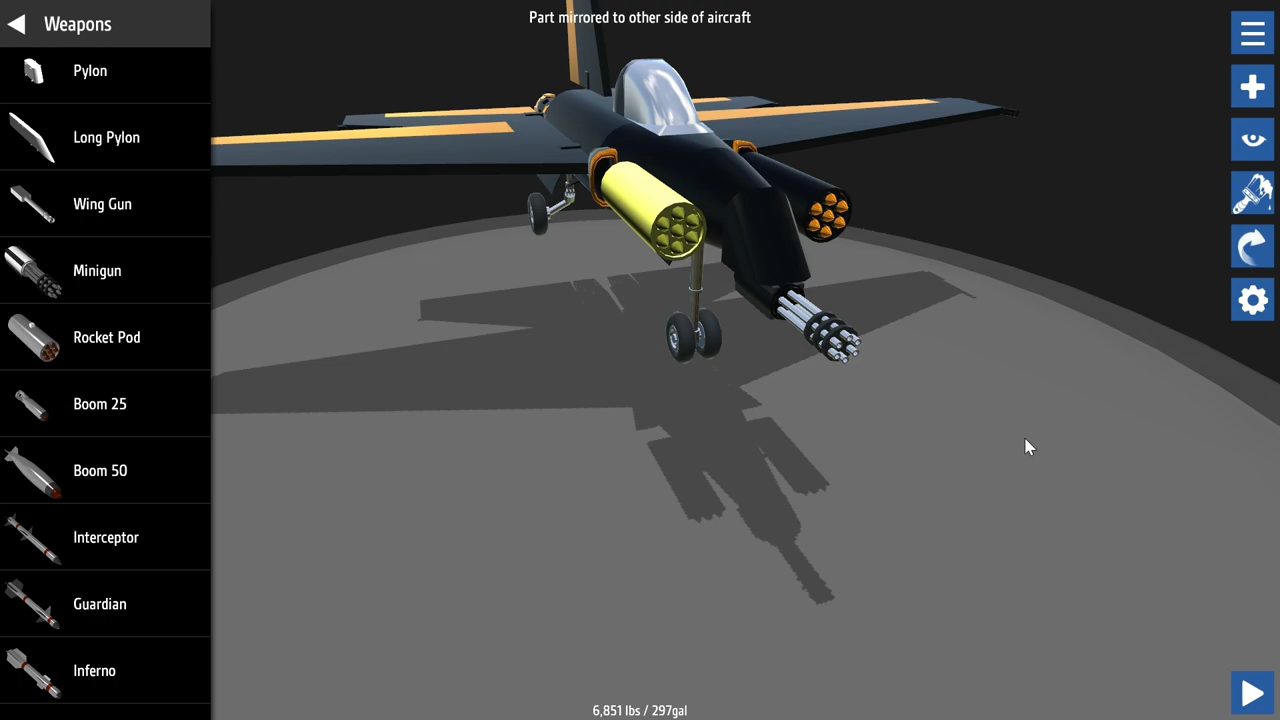 Weapons
Part mirrored to other side of aircraft
Pylon
Long Pylon
Wing Gun
Minigun
Rocket Pod
Boom 25
Boom 50
Interceptor
Guardian
Inferno
6,851 lbs / 297gal